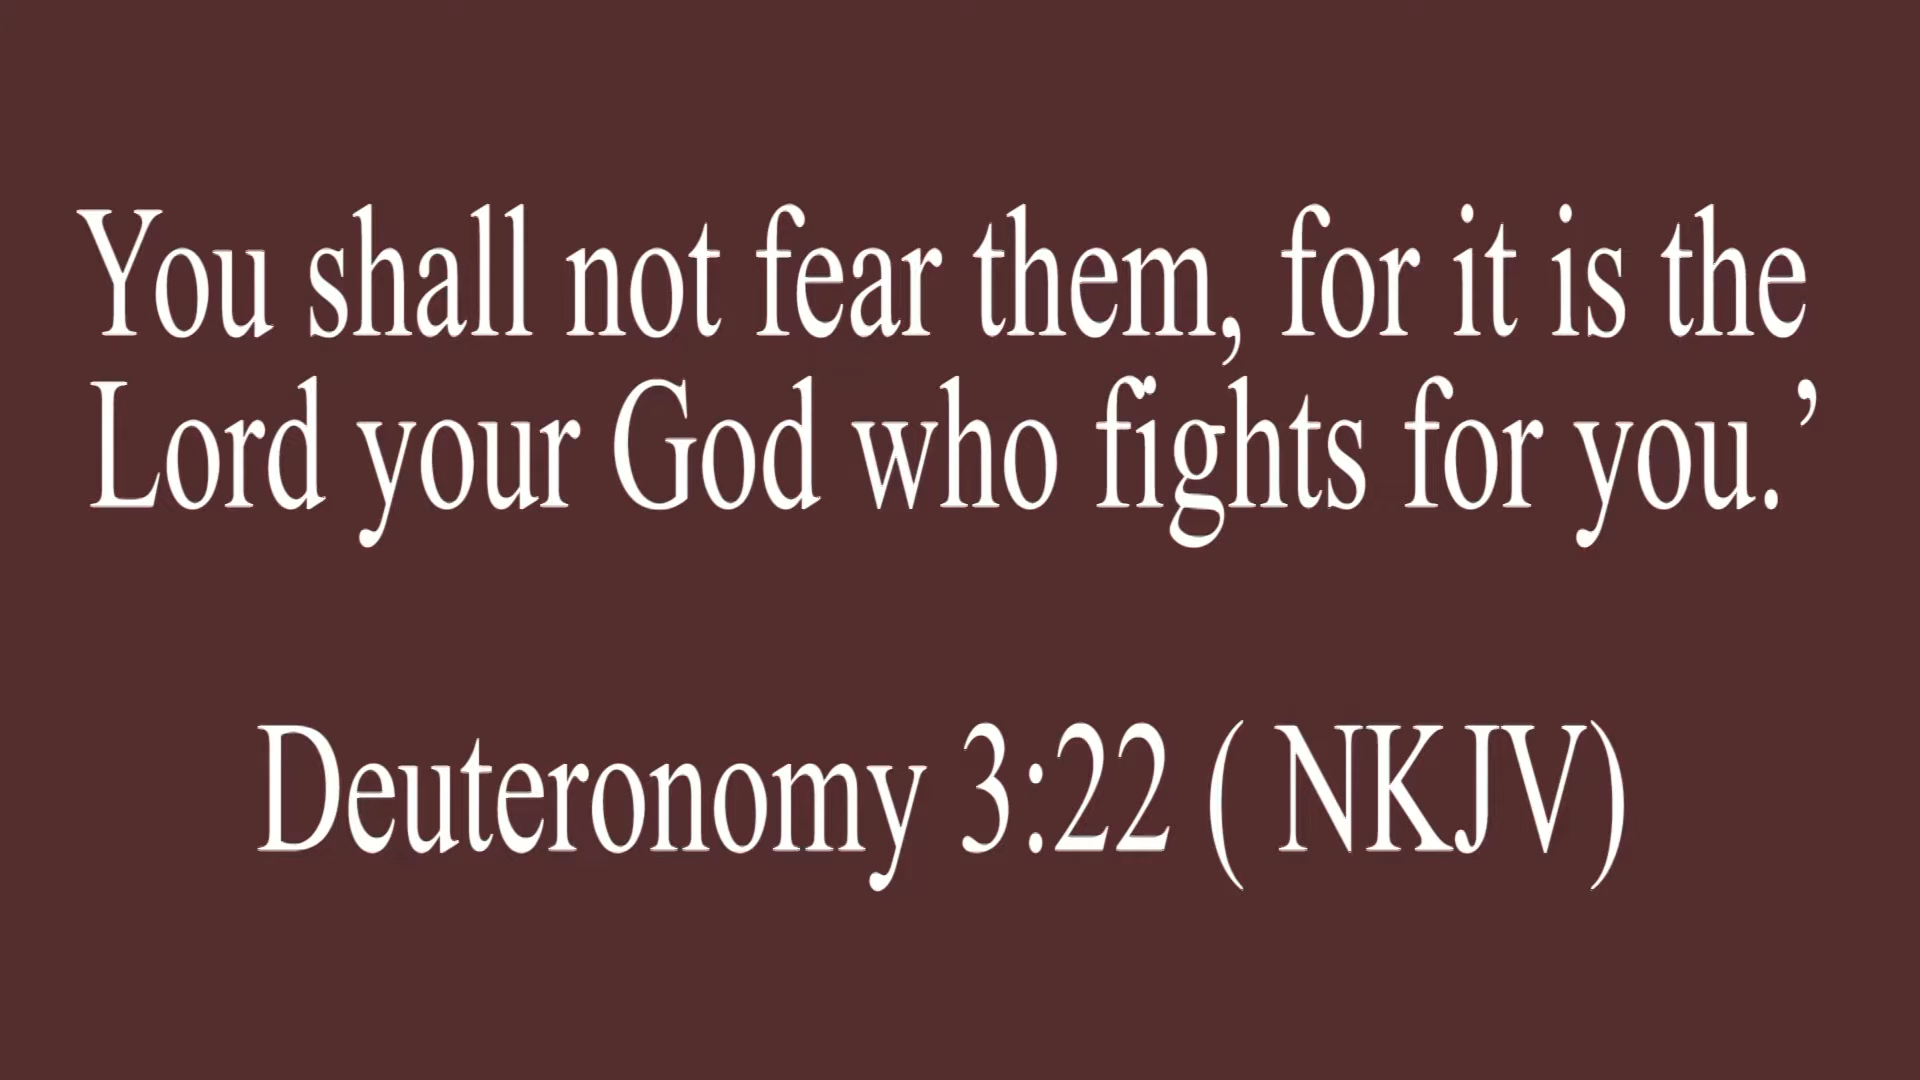 You shall not fear them, for it is the
Lord your God who fights for you.’
Deuteronomy 3:22 ( NKJV)